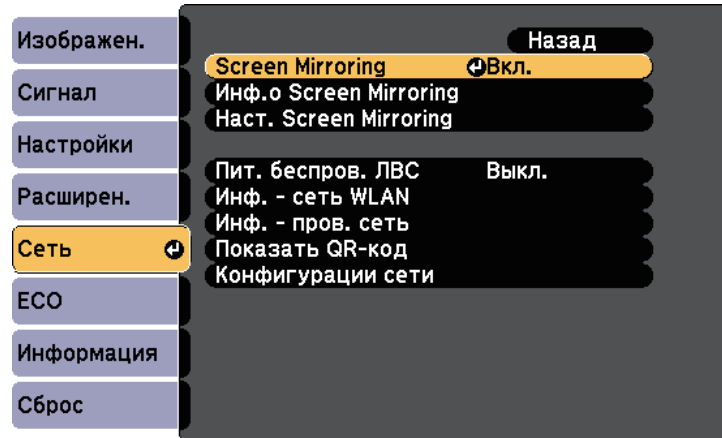 Изображен.
Сигнал
Настройки
Расширен.
Сеть
ECO
Информация
Сброс
Назад
Screen Mirroring Вкл.
Инф.о Screen Mirroring
Наст. Screen Mirroring
Пит. беспров. ЛВС Выкл.
Инф. - сеть WLAN
Инф. - пров. сеть
Показать QR-код
Конфигурации сети